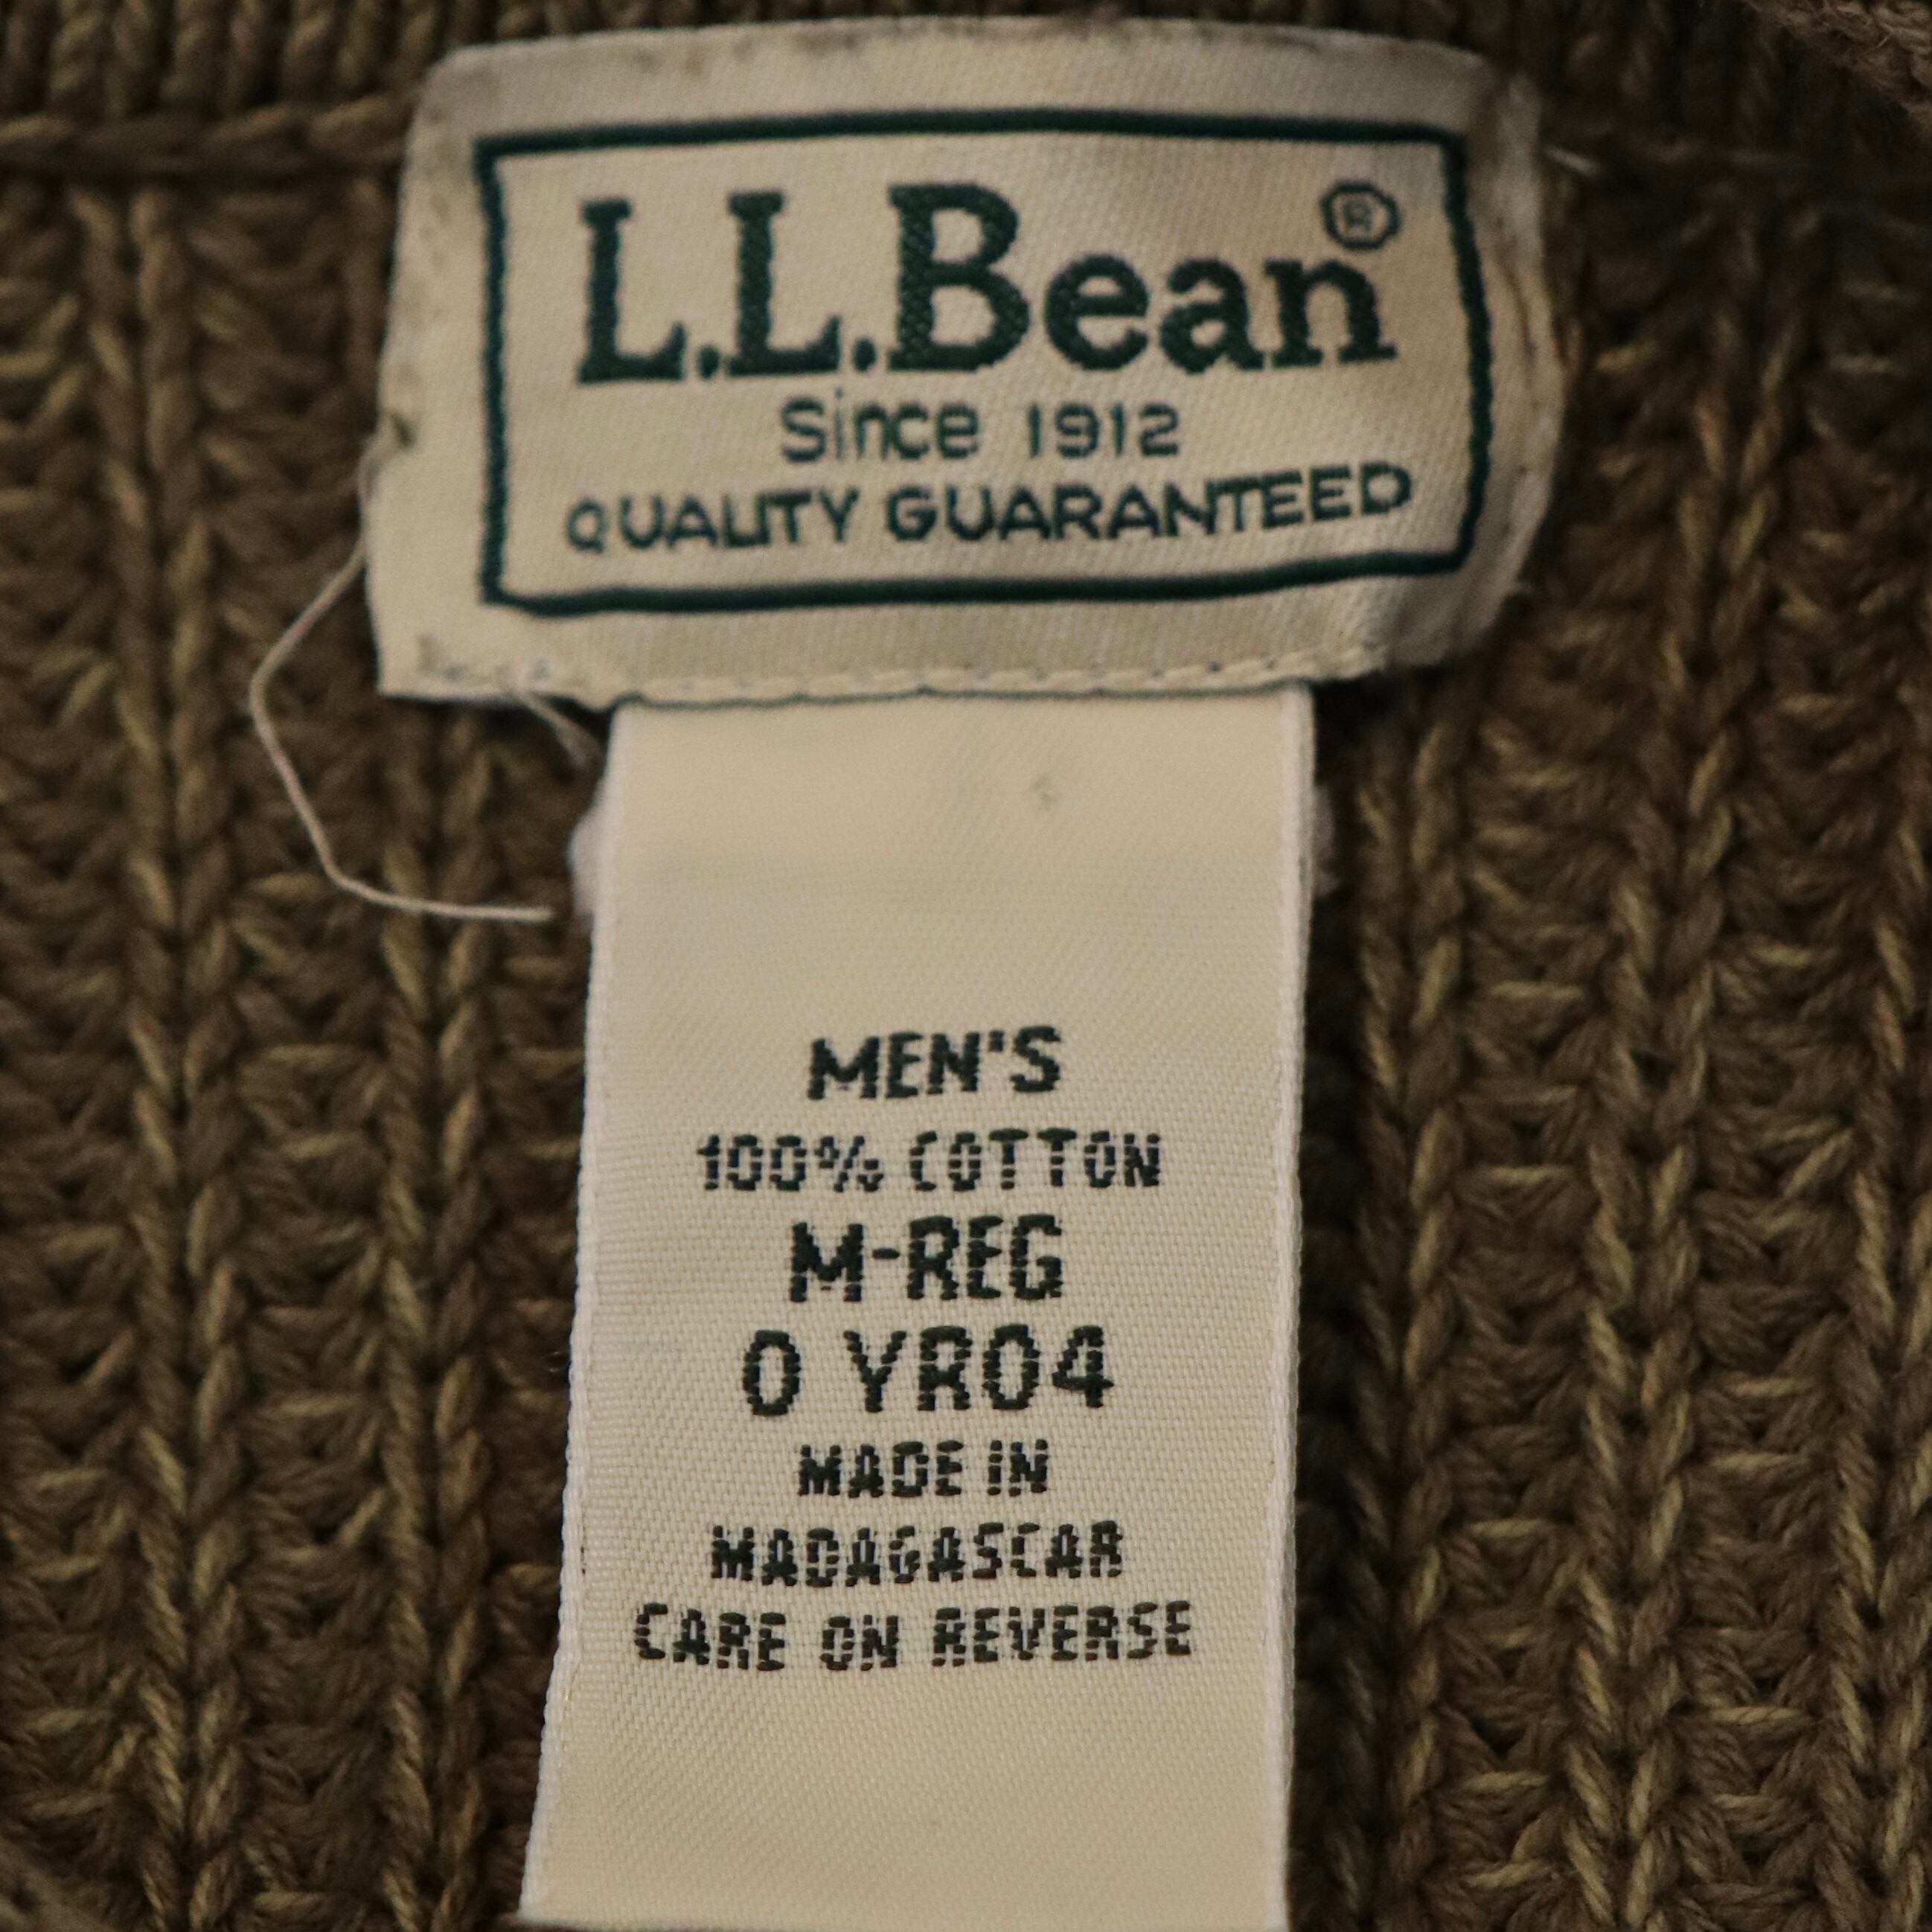 L.L.Bean®
Since 1912
QUALITY GUARANTEED
MEN'S
100% COTTON
M-REG
0 YR04
MADE IN
MADAGASCAR
CARE ON REVERSE